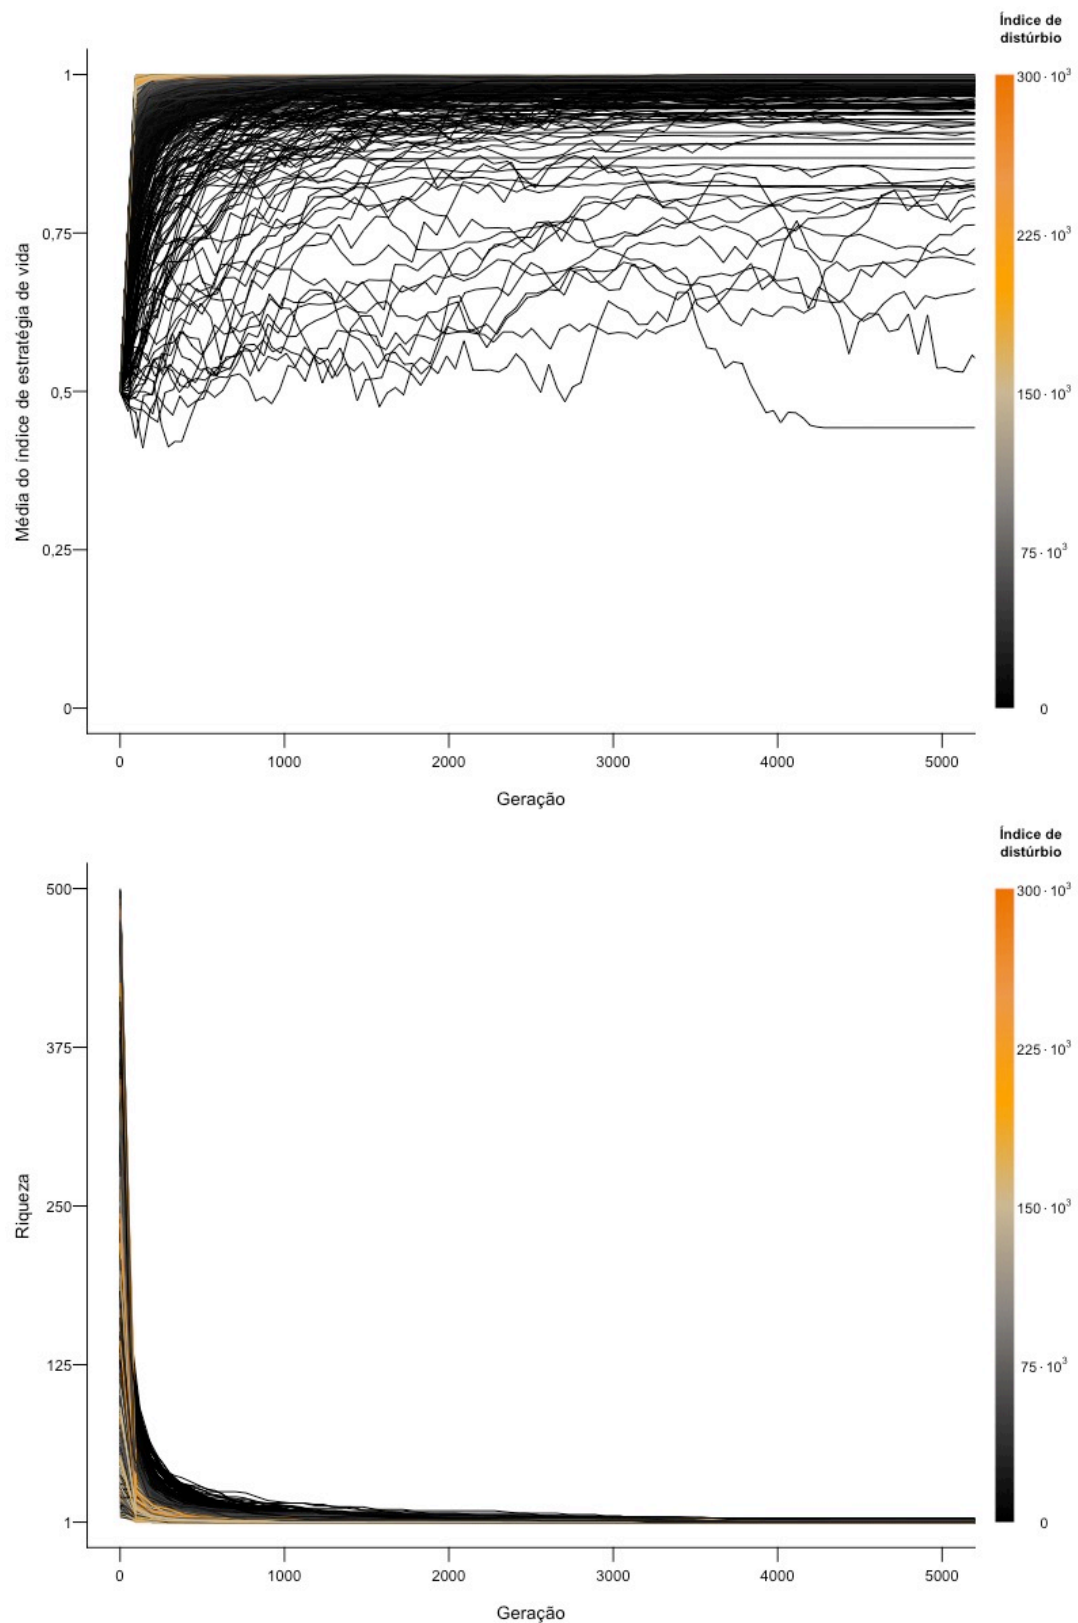 Índice de
distúrbio
300 · 10³
225 · 10³
150 · 10³
75 · 10³
0
Média do índice de estratégia de vida
1
0,75
0,5
0,25
0
0 1000 2000 3000 4000 5000
Geração
Índice de
distúrbio
300 · 10³
225 · 10³
150 · 10³
75 · 10³
0
Riqueza
500
375
250
125
1
0 1000 2000 3000 4000 5000
Geração